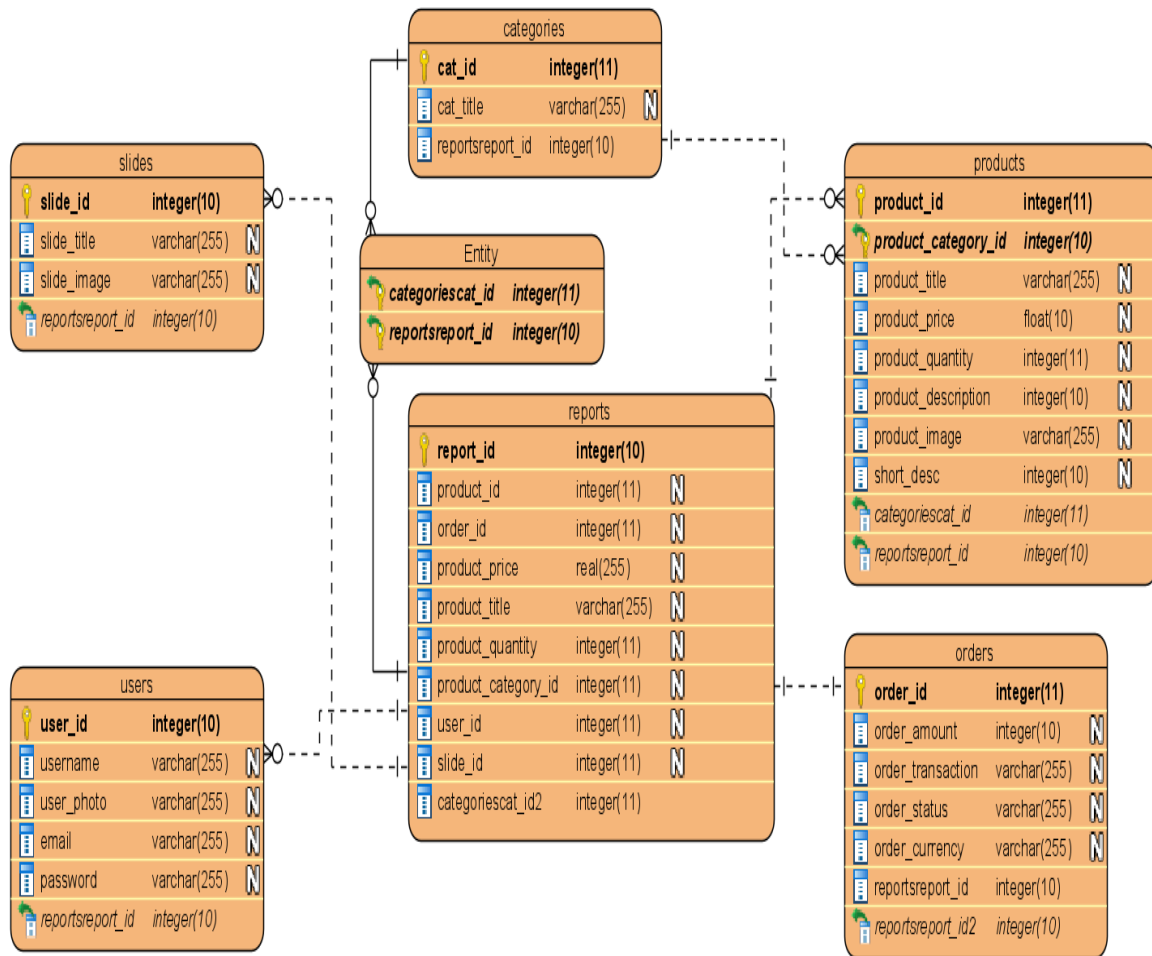 categories
cat_id integer(11)
cat_title varchar(255) N
reportsreport_id integer(10)
slides
slide_id integer(10)
slide_title varchar(255) N
slide_image varchar(255) N
reportsreport_id integer(10)
Entity
categoriescat_id integer(11)
reportsreport_id integer(10)
products
product_id integer(11)
product_category_id integer(10)
product_title varchar(255) N
product_price float(10) N
product_quantity integer(11) N
product_description integer(10) N
product_image varchar(255) N
short_desc integer(10) N
categoriescat_id integer(11)
reportsreport_id integer(10)
reports
report_id integer(10)
product_id integer(11) N
order_id integer(11) N
product_price real(255) N
product_title varchar(255) N
product_quantity integer(11) N
product_category_id integer(11) N
user_id integer(11) N
slide_id integer(11) N
categoriescat_id2 integer(11)
users
user_id integer(10)
username varchar(255) N
user_photo varchar(255) N
email varchar(255) N
password varchar(255) N
reportsreport_id integer(10)
orders
order_id integer(11)
order_amount integer(10) N
order_transaction varchar(255) N
order_status varchar(255) N
order_currency varchar(255) N
reportsreport_id integer(10)
reportsreport_id2 integer(10)